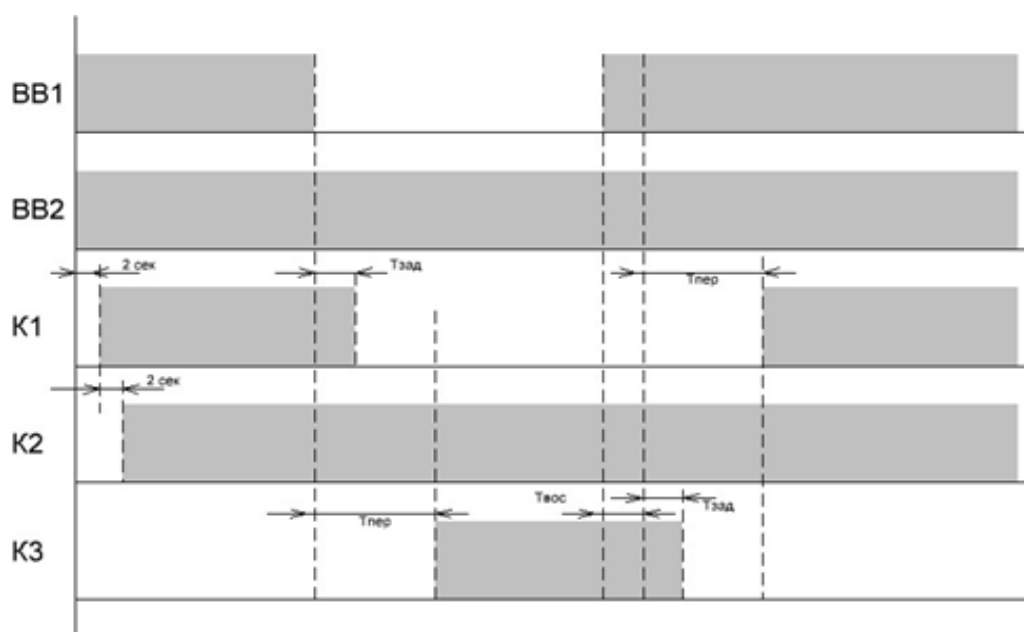 ВВ1
ВВ2
2 сек
Тзад
Тпер
К1
2 сек
К2
Твос
Тзад
Тпер
К3